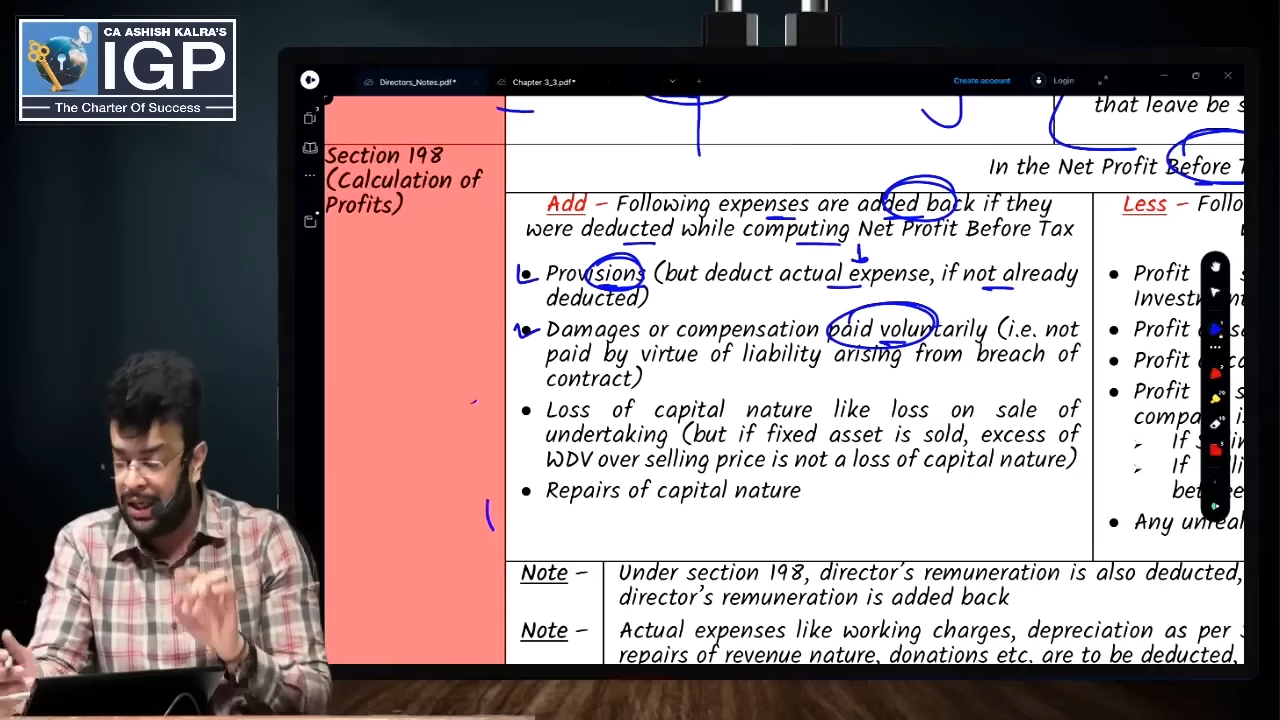 CA ASHISH KALRA'S
IGP
The Charter Of Success
Directors_Notes.pdf*
Chapter 3_3.pdf*
Create account
Login
that leave be s
Section 198
(Calculation of
Profits)
In the Net Profit Before T
Add – Following expenses are added back if they
were deducted while computing Net Profit Before Tax
• Provisions (but deduct actual expense, if not already
deducted)
• Damages or compensation paid voluntarily (i.e. not
paid by virtue of liability arising from breach of
contract)
• Loss of capital nature like loss on sale of
undertaking (but if fixed asset is sold, excess of
WDV over selling price is not a loss of capital nature)
• Repairs of capital nature
Less – Follo
• Profit
• Profit
• Profit
• Profit
If
If
• Any
Note –
Under section 198, director's remuneration is also deducted,
director's remuneration is added back
Note –
Actual expenses like working charges, depreciation as per
repairs of revenue nature, donations etc. are to be deducted,